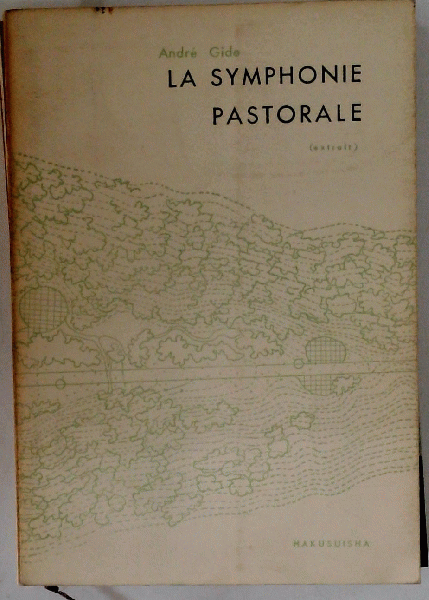 André Gide
LA SYMPHONIE
PASTORALE
(extrait)
HAKUSUISHA